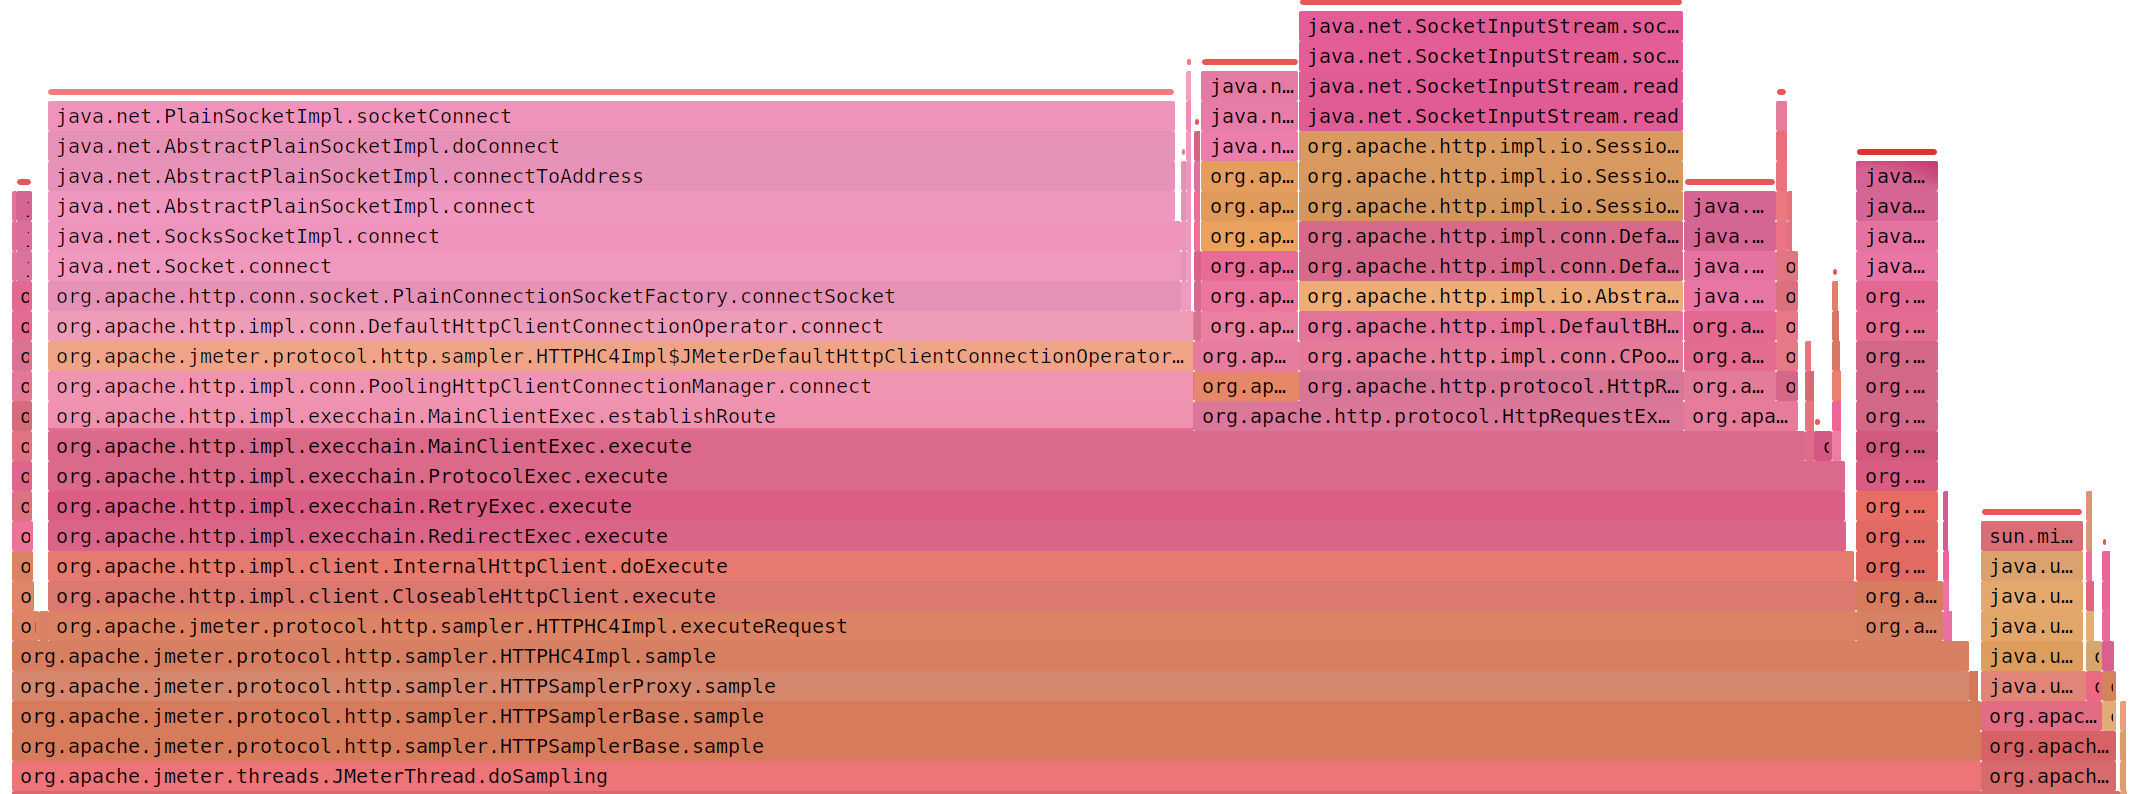 java.net.SocketInputStream.soc…
java.net.SocketInputStream.soc…
java.n… java.net.SocketInputStream.read
java.net.PlainSocketImpl.socketConnect java.n… java.net.SocketInputStream.read
java.net.AbstractPlainSocketImpl.doConnect java.n… org.apache.http.impl.io.Sessio…
java.net.AbstractPlainSocketImpl.connectToAddress org.ap… org.apache.http.impl.io.Sessio… java…
java.net.AbstractPlainSocketImpl.connect org.ap… org.apache.http.impl.io.Sessio… java.… java…
java.net.SocksSocketImpl.connect org.ap… org.apache.http.impl.conn.Defa… java.… java…
java.net.Socket.connect org.ap… org.apache.http.impl.conn.Defa… java.… o java…
o org.apache.http.conn.socket.PlainConnectionSocketFactory.connectSocket org.ap… org.apache.http.impl.io.Abstra… java.… o org.…
o org.apache.http.impl.conn.DefaultHttpClientConnectionOperator.connect org.ap… org.apache.http.impl.DefaultBH… org.a… o org.…
o org.apache.jmeter.protocol.http.sampler.HTTPHC4Impl$JMeterDefaultHttpClientConnectionOperator… org.ap… org.apache.http.impl.conn.CPoo… org.a… o org.…
o org.apache.http.impl.conn.PoolingHttpClientConnectionManager.connect org.ap… org.apache.http.protocol.HttpR… org.a… o org.…
o org.apache.http.impl.execchain.MainClientExec.establishRoute org.apache.http.protocol.HttpRequestEx… org.apa… org.…
o org.apache.http.impl.execchain.MainClientExec.execute org.…
o org.apache.http.impl.execchain.ProtocolExec.execute org.…
o org.apache.http.impl.execchain.RetryExec.execute org.…
o org.apache.http.impl.execchain.RedirectExec.execute org.… sun.mi…
o org.apache.http.impl.client.InternalHttpClient.doExecute org.… java.u…
o org.apache.http.impl.client.CloseableHttpClient.execute org.a… java.u…
o org.apache.jmeter.protocol.http.sampler.HTTPHC4Impl.executeRequest org.a… java.u…
org.apache.jmeter.protocol.http.sampler.HTTPHC4Impl.sample java.u…
org.apache.jmeter.protocol.http.sampler.HTTPSamplerProxy.sample java.u…
org.apache.jmeter.protocol.http.sampler.HTTPSamplerBase.sample org.apac…
org.apache.jmeter.protocol.http.sampler.HTTPSamplerBase.sample org.apach…
org.apache.jmeter.threads.JMeterThread.doSampling org.apach…